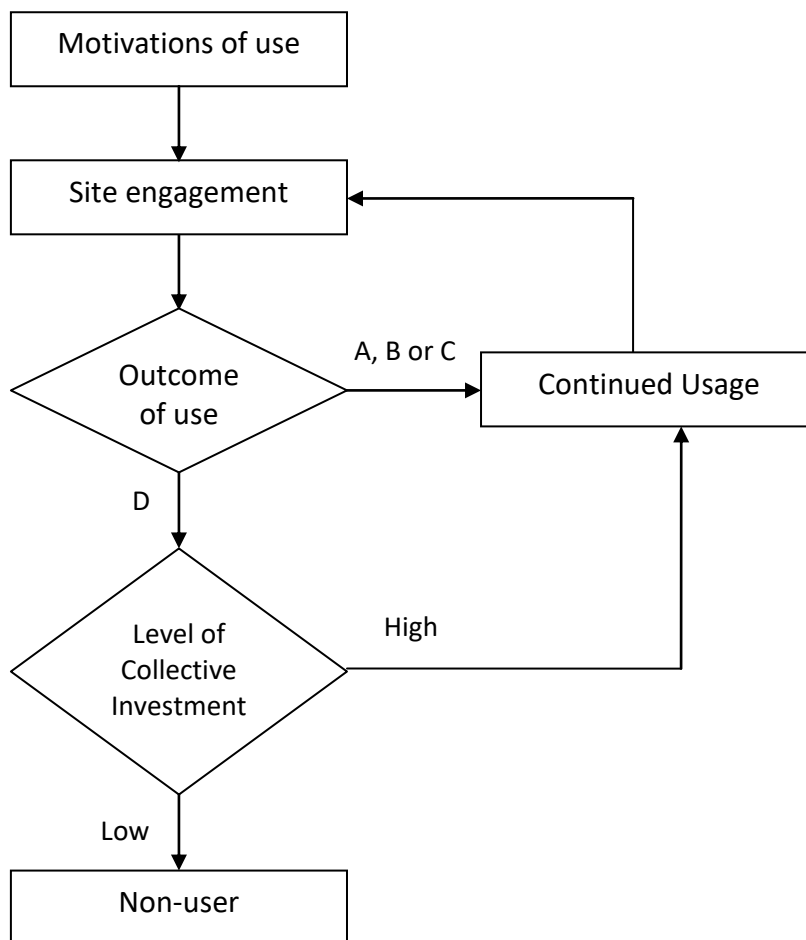 Motivations of use
Site engagement
A, B or C
Outcome
of use
Continued Usage
D
Level of
Collective
Investment
High
Low
Non-user